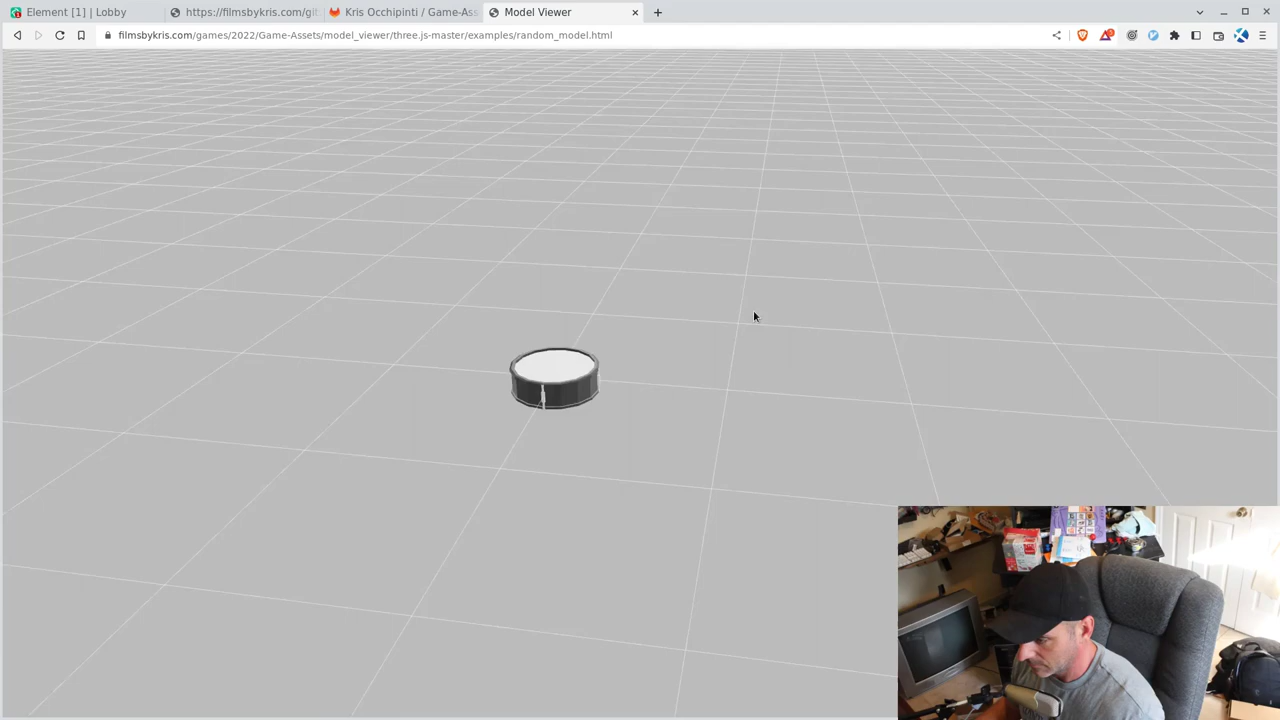 Element [1] | Lobby
https://filmsbykris.com/git
Kris Occhipinti / Game-Ass
Model Viewer
filmsbykris.com/games/2022/Game-Assets/model_viewer/three.js-master/examples/random_model.html